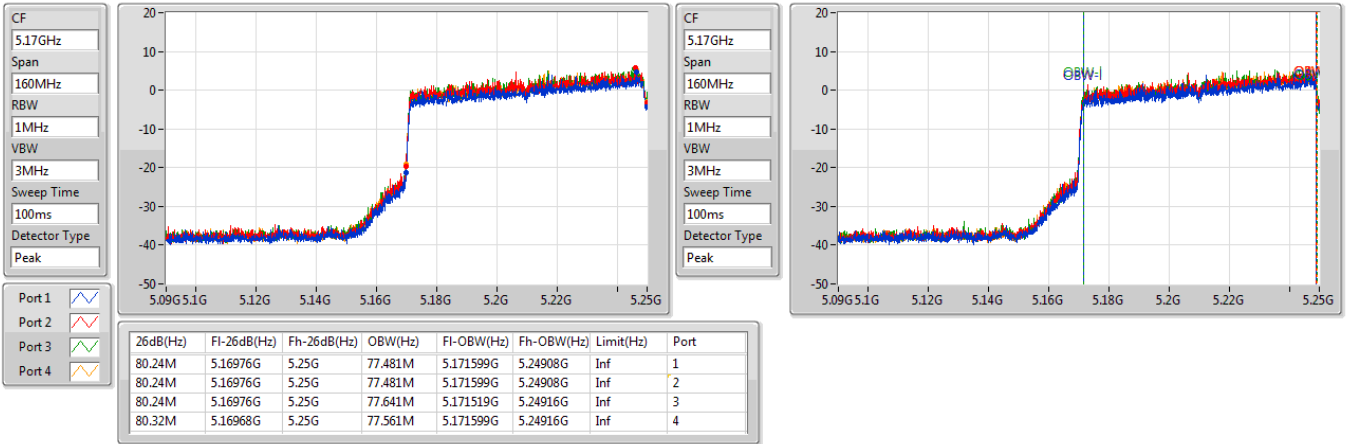 CF
5.17GHz
Span
160MHz
RBW
1MHz
VBW
3MHz
Sweep Time
100ms
Detector Type
Peak
20
10
0
-10
-20
-30
-40
-50
5.09G 5.1G 5.12G 5.14G 5.16G 5.18G 5.2G 5.22G 5.25G
CF
5.17GHz
Span
160MHz
RBW
1MHz
VBW
3MHz
Sweep Time
100ms
Detector Type
Peak
20
10
0
-10
-20
-30
-40
-50
OBW-l
5.09G 5.1G 5.12G 5.14G 5.16G 5.18G 5.2G 5.22G 5.25G
Port 1
Port 2
Port 3
Port 4
26dB(Hz) Fl-26dB(Hz) Fh-26dB(Hz) OBW(Hz) Fl-OBW(Hz) Fh-OBW(Hz) Limit(Hz) Port
80.24M 5.16976G 5.25G 77.481M 5.171599G 5.24908G Inf 1
80.24M 5.16976G 5.25G 77.481M 5.171599G 5.24908G Inf 2
80.24M 5.16976G 5.25G 77.641M 5.171519G 5.24916G Inf 3
80.32M 5.16968G 5.25G 77.561M 5.171599G 5.24916G Inf 4